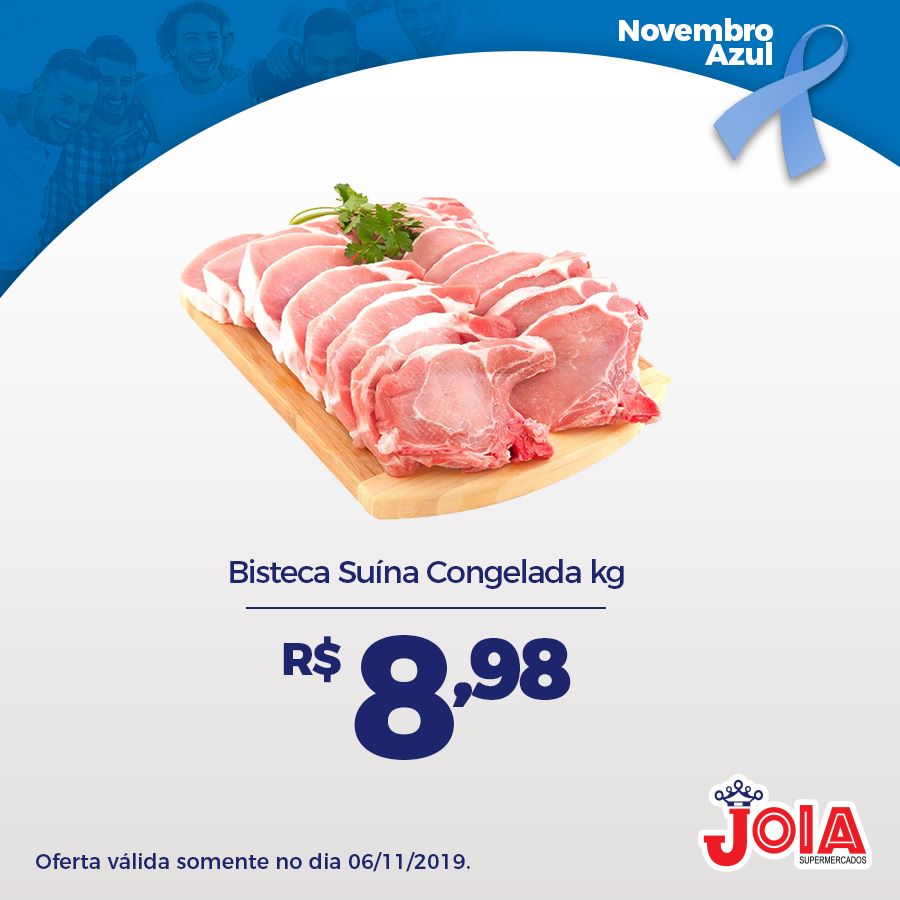 Novembro
Azul
Bisteca Suína Congelada kg
R$ 8,98
JOIA
SUPERMERCADOS
Oferta válida somente no dia 06/11/2019.